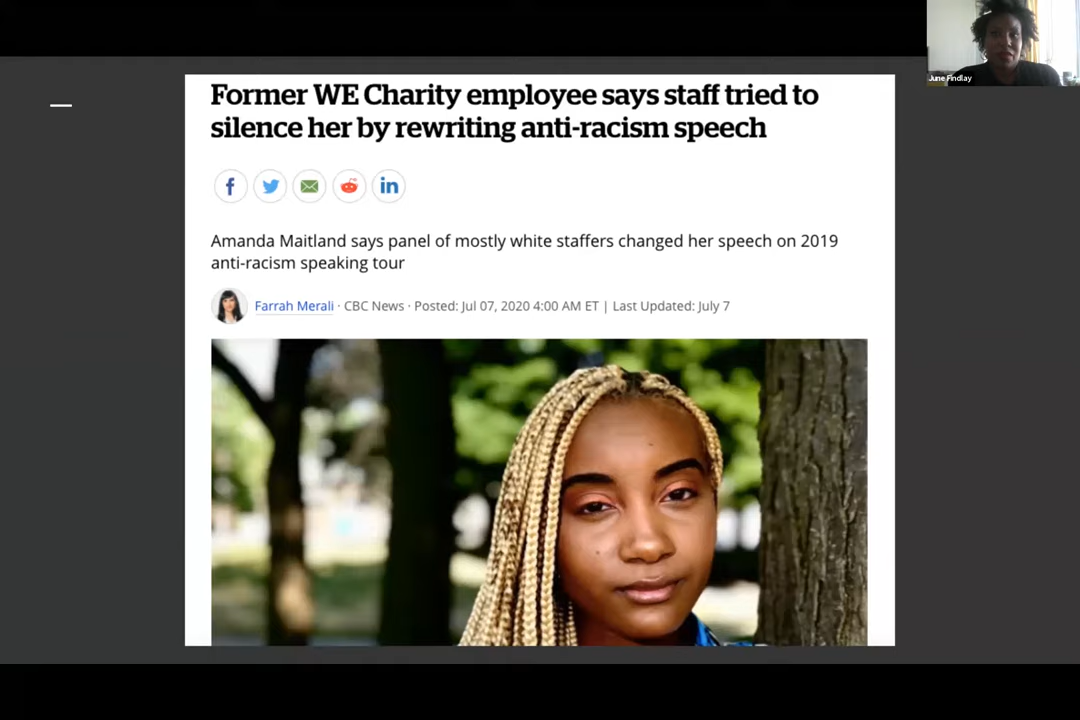 Former WE Charity employee says staff tried to
silence her by rewriting anti-racism speech
Amanda Maitland says panel of mostly white staffers changed her speech on 2019
anti-racism speaking tour
Farrah Merali · CBC News · Posted: Jul 07, 2020 4:00 AM ET | Last Updated: July 7
June Findlay